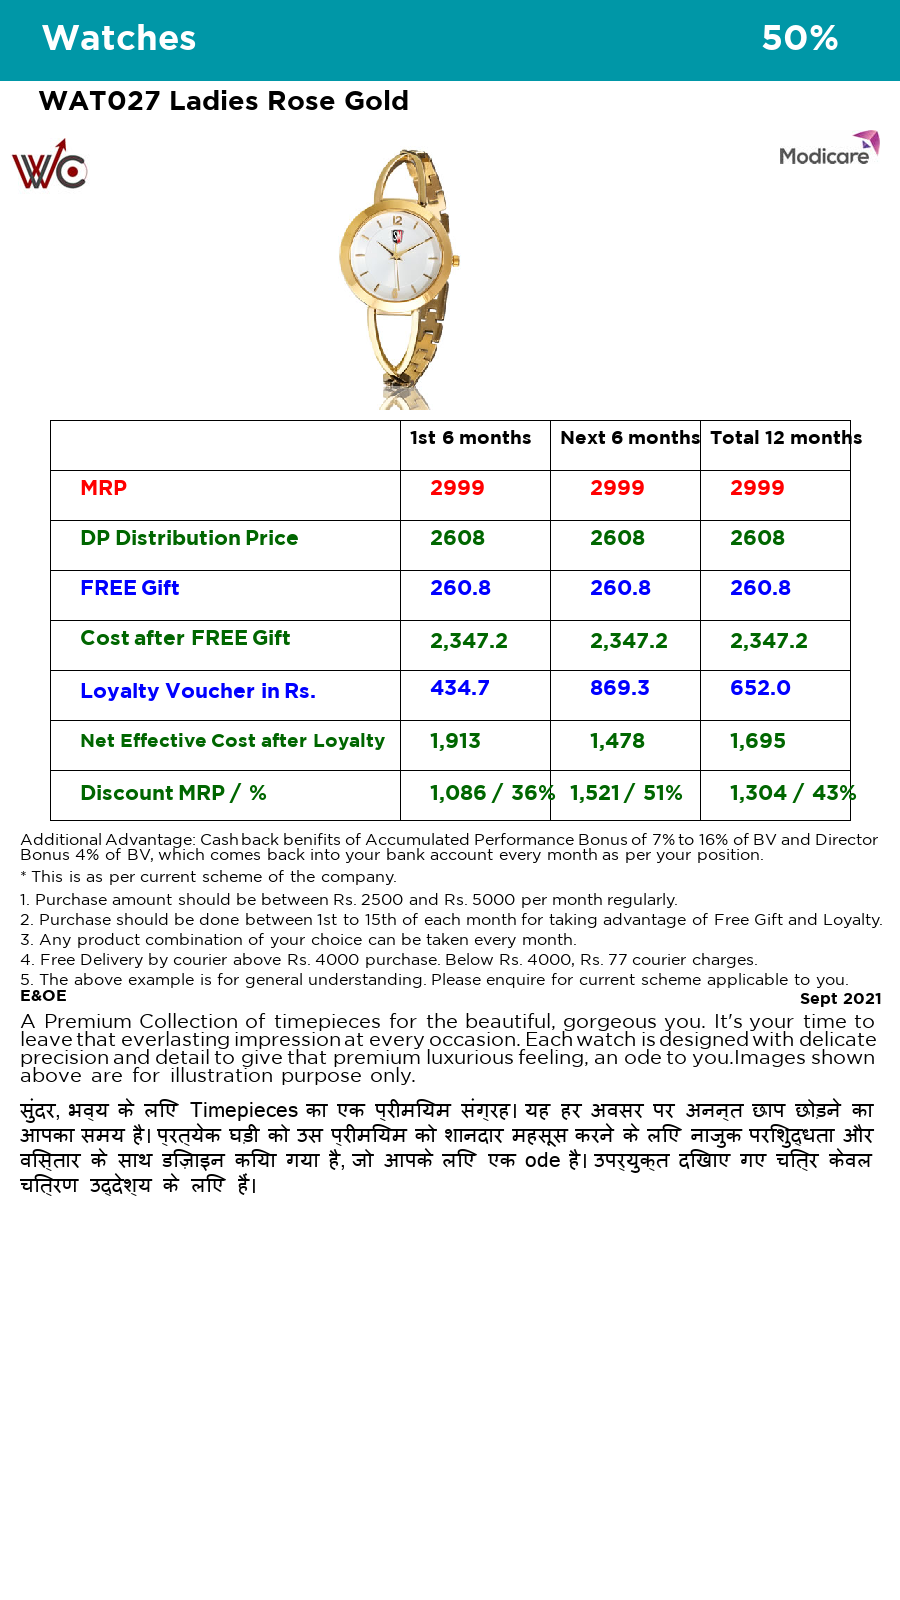 Watches 50%
WAT027 Ladies Rose Gold
WC
Modicare
12
1st 6 months Next 6 months Total 12 months
MRP 2999 2999 2999
DP Distribution Price 2608 2608 2608
FREE Gift 260.8 260.8 260.8
Cost after FREE Gift 2,347.2 2,347.2 2,347.2
Loyalty Voucher in Rs. 434.7 869.3 652.0
Net Effective Cost after Loyalty 1,913 1,478 1,695
Discount MRP / % 1,086 / 36% 1,521 / 51% 1,304 / 43%
Additional Advantage: Cashback benifits of Accumulated Performance Bonus of 7% to 16% of BV and Director
Bonus 4% of BV, which comes back into your bank account every month as per your position.
* This is as per current scheme of the company.
1. Purchase amount should be between Rs. 2500 and Rs. 5000 per month regularly.
2. Purchase should be done between 1st to 15th of each month for taking advantage of Free Gift and Loyalty.
3. Any product combination of your choice can be taken every month.
4. Free Delivery by courier above Rs. 4000 purchase. Below Rs. 4000, Rs. 77 courier charges.
5. The above example is for general understanding. Please enquire for current scheme applicable to you.
E&OE
Sept 2021
A Premium Collection of timepieces for the beautiful, gorgeous you. It's your time to
leave that everlasting impression at every occasion. Each watch is designed with delicate
precision and detail to give that premium luxurious feeling, an ode to you.Images shown
above are for illustration purpose only.
सुंदर, भव्य के लिए Timepieces का एक प्रीमियम संग्रह। यह हर अवसर पर अनन्त छाप छोड़ने का
आपका समय है। प्रत्येक घड़ी को उस प्रीमियम को शानदार महसूस करने के लिए नाजुक परिशुद्धता और
विस्तार के साथ डिज़ाइन किया गया है, जो आपके लिए एक ode है। उपर्युक्त दिखाए गए चित्र केवल
चित्रण उद्देश्य के लिए हैं।